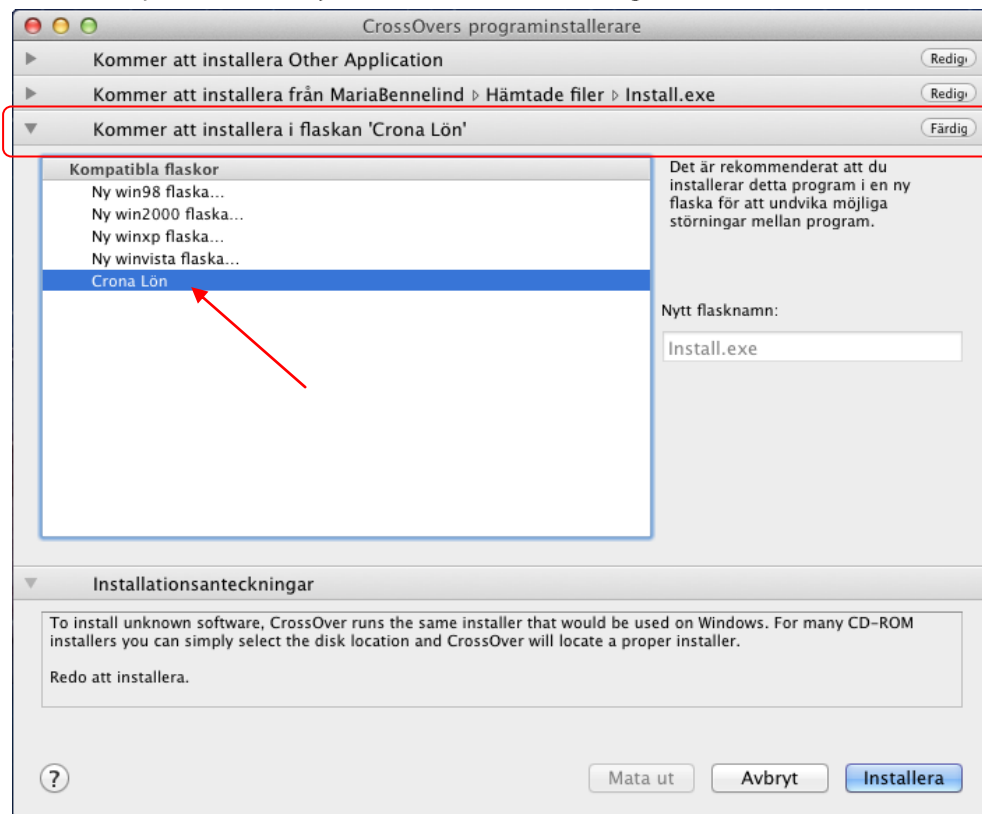 CrossOvers programinstallerare
Kommer att installera Other Application
Redig
Kommer att installera från MariaBennelind ▹ Hämtade filer ▹ Install.exe
Redig
Kommer att installera i flaskan 'Crona Lön'
Färdig
Kompatibla flaskor
Ny win98 flaska...
Ny win2000 flaska...
Ny winxp flaska...
Ny winvista flaska...
Crona Lön
Det är rekommenderat att du
installerar detta program i en ny
flaska för att undvika möjliga
störningar mellan program.
Nytt flasknamn:
Install.exe
Installationsanteckningar
To install unknown software, CrossOver runs the same installer that would be used on Windows. For many CD-ROM
installers you can simply select the disk location and CrossOver will locate a proper installer.
Redo att installera.
?
Mata ut
Avbryt
Installera